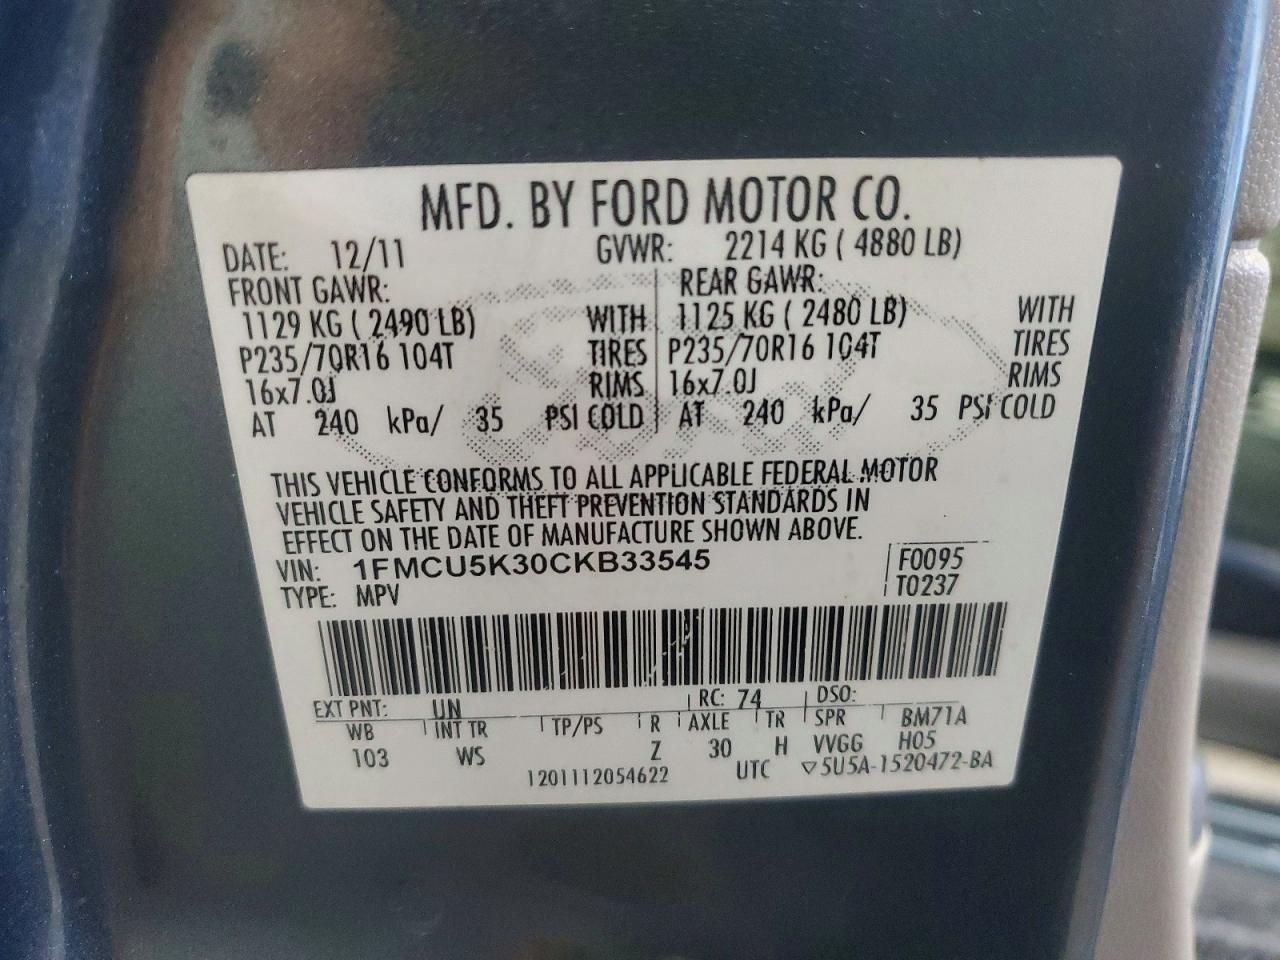 MFD. BY FORD MOTOR CO.
DATE: 12/11 GVWR: 2214 KG ( 4880 LB)
FRONT GAWR: REAR GAWR:
1129 KG ( 2490 LB) WITH 1125 KG ( 2480 LB) WITH
P235/70R16 104T TIRES P235/70R16 104T TIRES
16x7.0J RIMS 16x7.0J RIMS
AT 240 kPa/ 35 PSI COLD AT 240 kPa/ 35 PSI COLD
THIS VEHICLE CONFORMS TO ALL APPLICABLE FEDERAL MOTOR
VEHICLE SAFETY AND THEFT PREVENTION STANDARDS IN
EFFECT ON THE DATE OF MANUFACTURE SHOWN ABOVE.
VIN: 1FMCU5K30CKB33545 F0095
TYPE: MPV T0237
EXT PNT: UN RC: 74 DSO:
WB INT TR TP/PS R AXLE TR SPR BM71A
103 WS Z 30 H VVGG H05
1201112054622 UTC ▽5U5A-1520472-BA